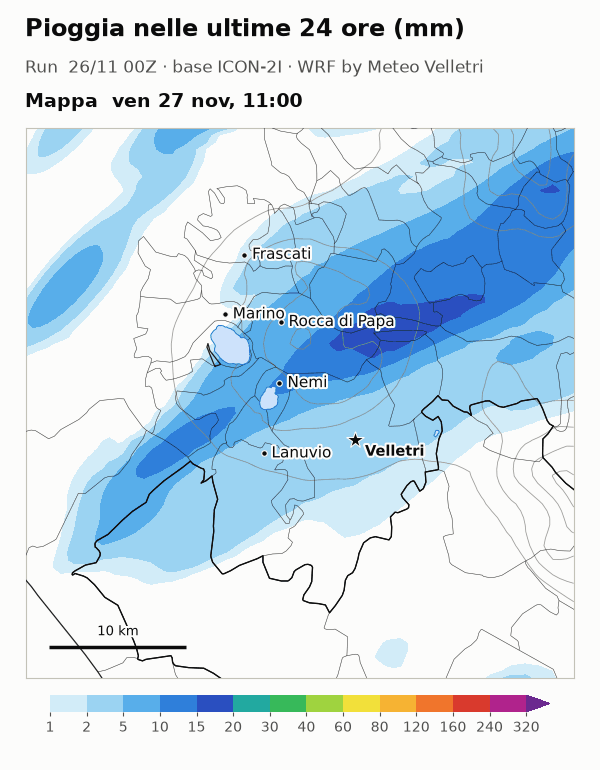 Pioggia nelle ultime 24 ore (mm)
Run  26/11 00Z · base ICON-2I · WRF by Meteo Velletri
Mappa  ven 27 nov, 11:00
Frascati
Marino
Rocca di Papa
Nemi
Velletri
Lanuvio
10 km
1 2 5 10 15 20 30 40 60 80 120 160 240 320